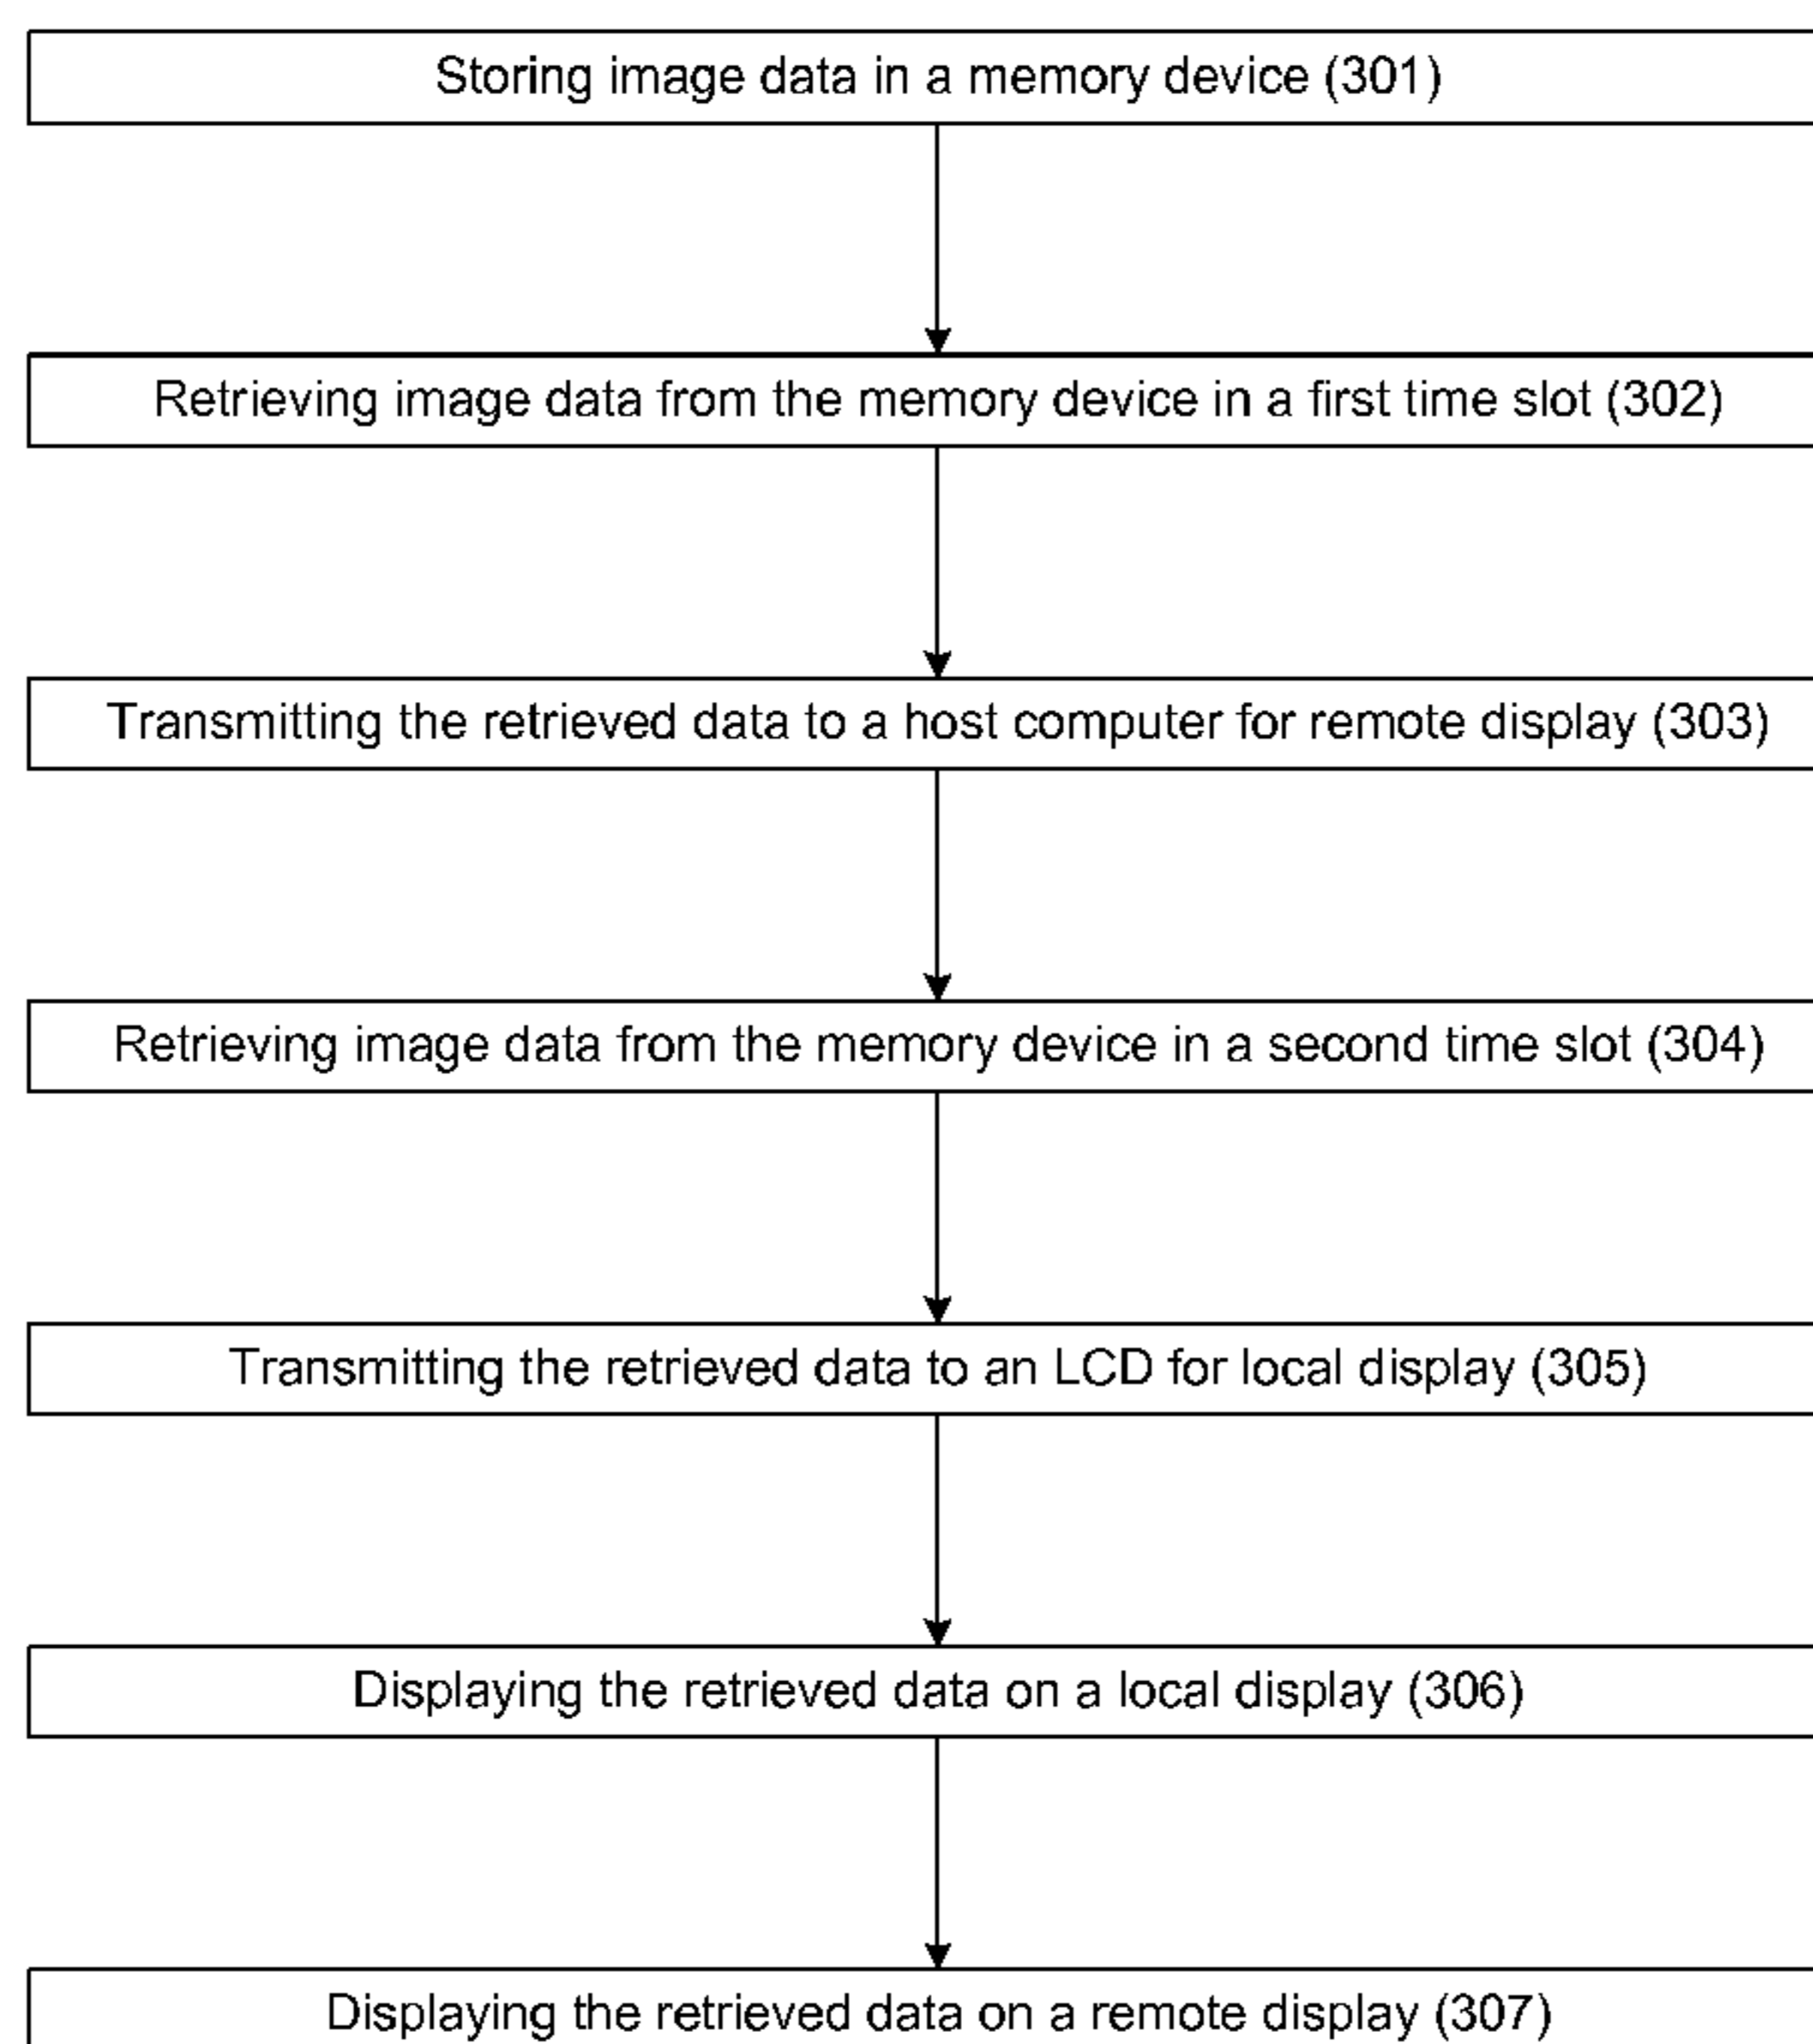 Storing image data in a memory device (301)
Retrieving image data from the memory device in a first time slot (302)
Transmitting the retrieved data to a host computer for remote display (303)
Retrieving image data from the memory device in a second time slot (304)
Transmitting the retrieved data to an LCD for local display (305)
Displaying the retrieved data on a local display (306)
Displaying the retrieved data on a remote display (307)